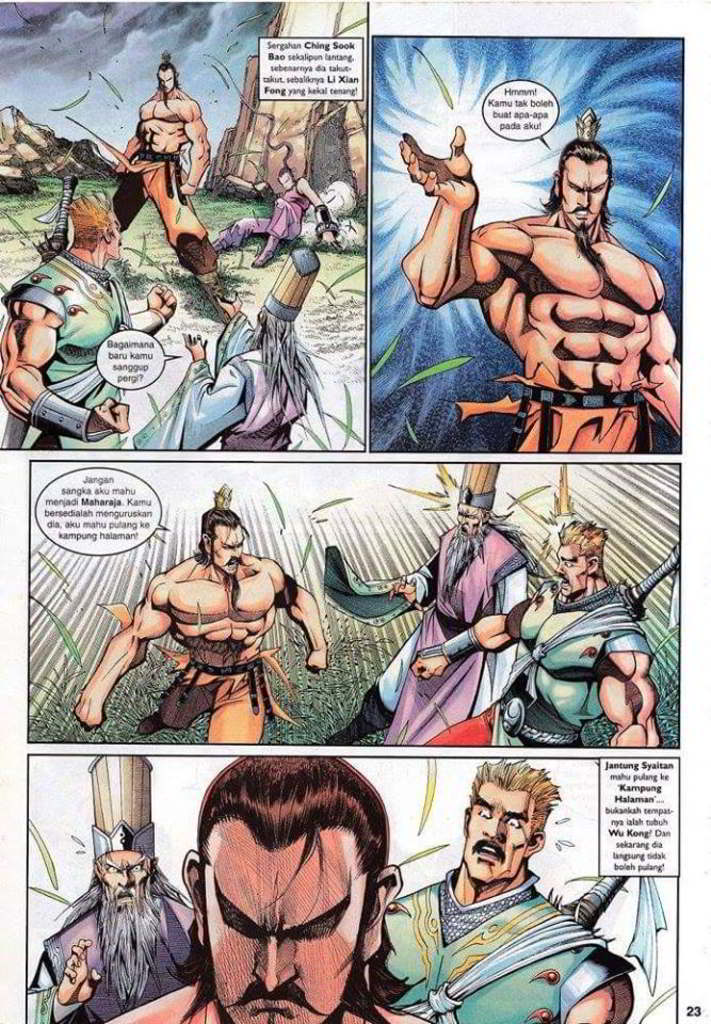 Sergahan Ching Sook
Bao sekalipun lantang,
sebenarnya dia takut-
takut, sebaliknya Li Xian
Fong yang kekal tenang!
Bagaimana
baru kamu
sanggup
pergi?
Hmmm!
Kamu tak boleh
buat apa-apa
pada aku!
Jangan
sangka aku mahu
menjadi Maharaja. Kamu
bersedialah menguruskan
dia, aku mahu pulang ke
kampung halaman!
Jantung Syaitan
mahu pulang ke
'Kampung
Halaman'...
bukankah tempat-
nya ialah tubuh
Wu Kong? Dan
sekarang dia
langsung tidak
boleh pulang!
23